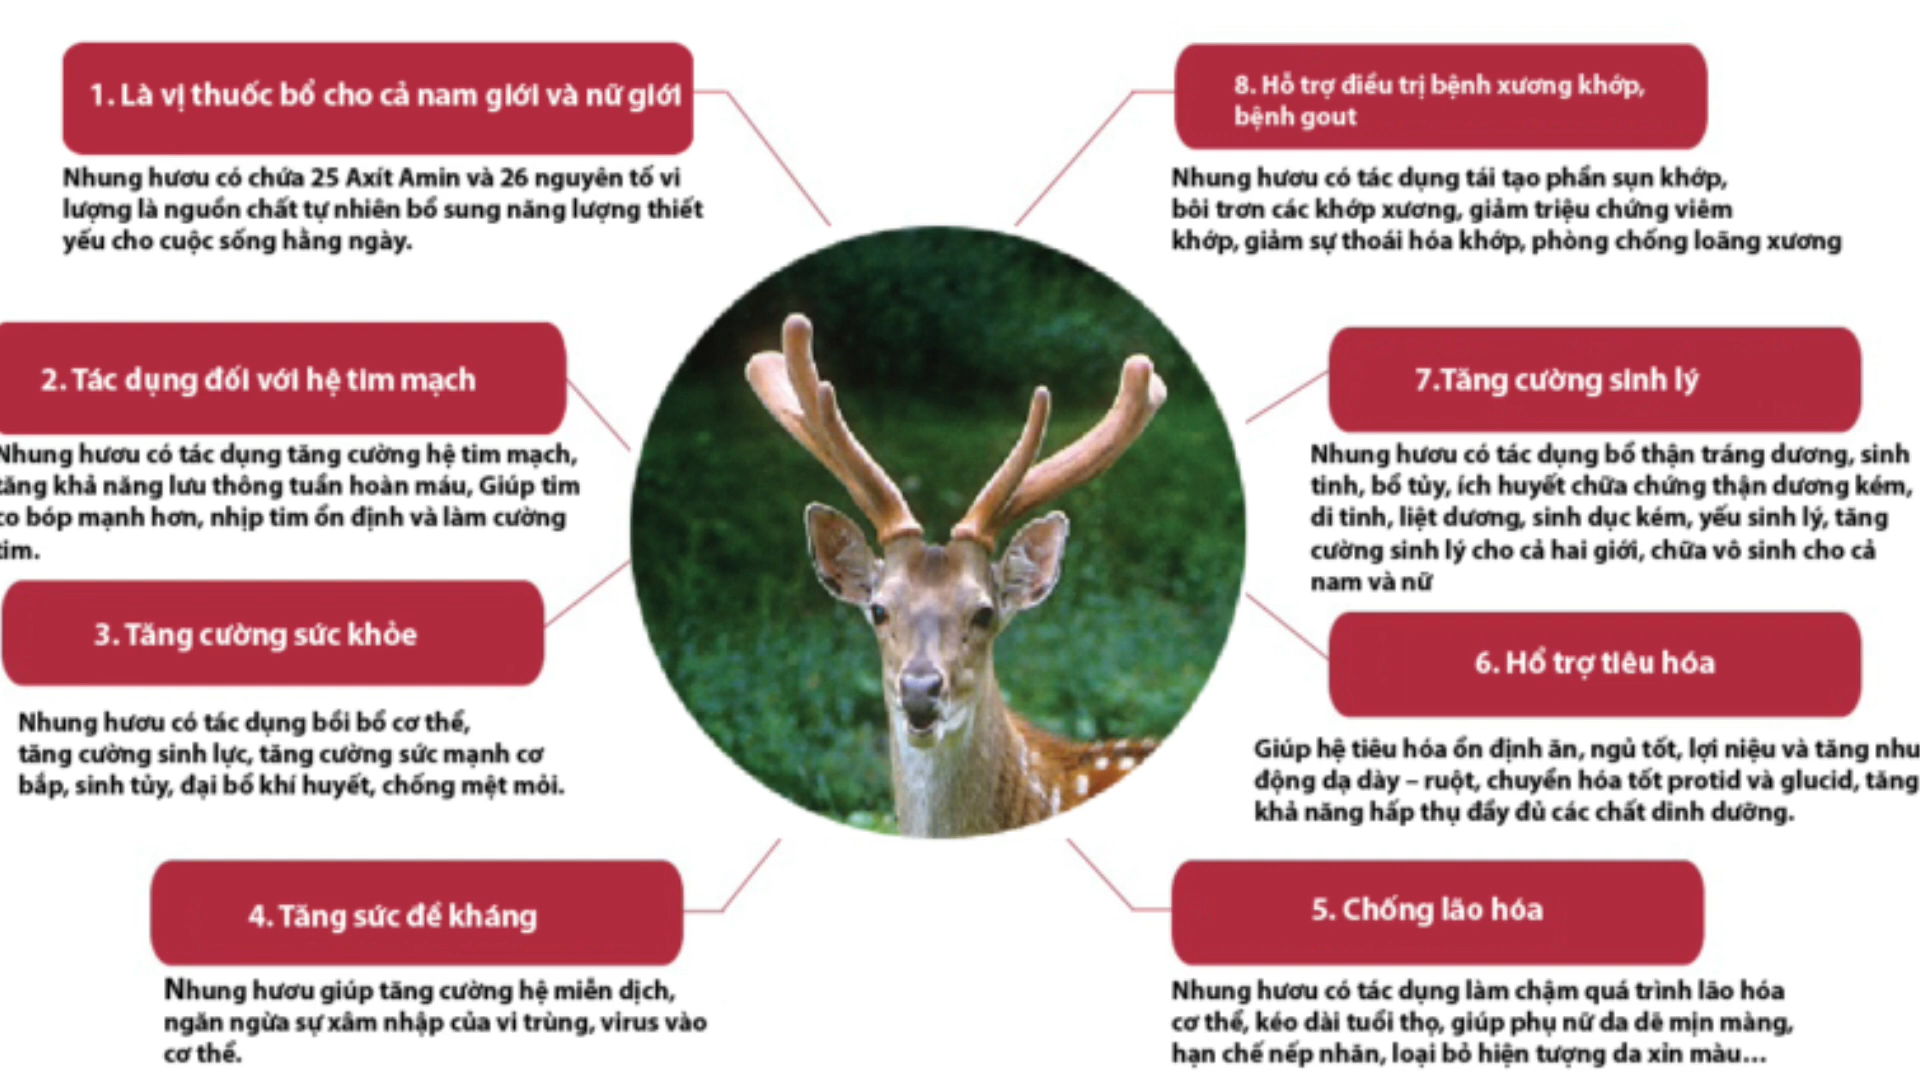 1. Là vị thuốc bổ cho cả nam giới và nữ giới
Nhung hươu có chứa 25 Axít Amin và 26 nguyên tố vi
lượng là nguồn chất tự nhiên bổ sung năng lượng thiết
yếu cho cuộc sống hằng ngày.
2. Tác dụng đối với hệ tim mạch
Nhung hươu có tác dụng tăng cường hệ tim mạch,
tăng khả năng lưu thông tuần hoàn máu, Giúp tim
co bóp mạnh hơn, nhịp tim ổn định và làm cường
tim.
3. Tăng cường sức khỏe
Nhung hươu có tác dụng bồi bổ cơ thể,
tăng cường sinh lực, tăng cường sức mạnh cơ
bắp, sinh tủy, đại bổ khí huyết, chống mệt mỏi.
4. Tăng sức đề kháng
Nhung hươu giúp tăng cường hệ miễn dịch,
ngăn ngừa sự xâm nhập của vi trùng, virus vào
cơ thể.
8. Hỗ trợ điều trị bệnh xương khớp,
bệnh gout
Nhung hươu có tác dụng tái tạo phần sụn khớp,
bôi trơn các khớp xương, giảm triệu chứng viêm
khớp, giảm sự thoái hóa khớp, phòng chống loãng xương
7.Tăng cường sinh lý
Nhung hươu có tác dụng bổ thận tráng dương, sinh
tinh, bổ tủy, ích huyết chữa chứng thận dương kém,
di tinh, liệt dương, sinh dục kém, yếu sinh lý, tăng
cường sinh lý cho cả hai giới, chữa vô sinh cho cả
nam và nữ
6. Hổ trợ tiêu hóa
Giúp hệ tiêu hóa ổn định ăn, ngủ tốt, lợi niệu và tăng nhu
động dạ dày – ruột, chuyển hóa tốt protid và glucid, tăng
khả năng hấp thụ đầy đủ các chất dinh dưỡng.
5. Chống lão hóa
Nhung hươu có tác dụng làm chậm quá trình lão hóa
cơ thể, kéo dài tuổi thọ, giúp phụ nữ da dẻ mịn màng,
hạn chế nếp nhăn, loại bỏ hiện tượng da xỉn màu...